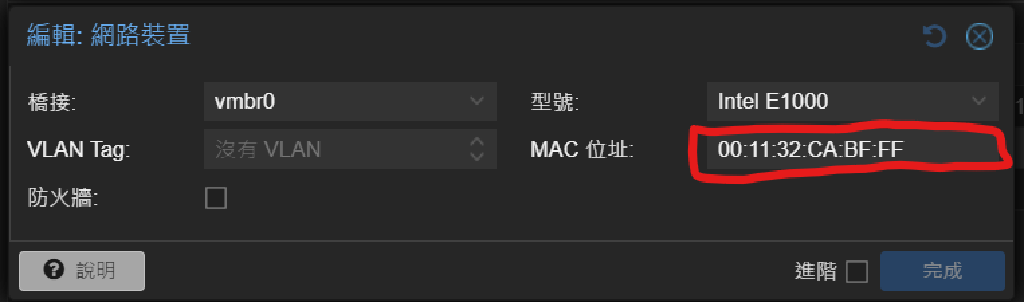 編輯: 網路裝置
橋接: vmbr0 型號: Intel E1000
VLAN Tag: 沒有 VLAN MAC 位址: 00:11:32:CA:BF:FF
防火牆:
說明 進階 完成